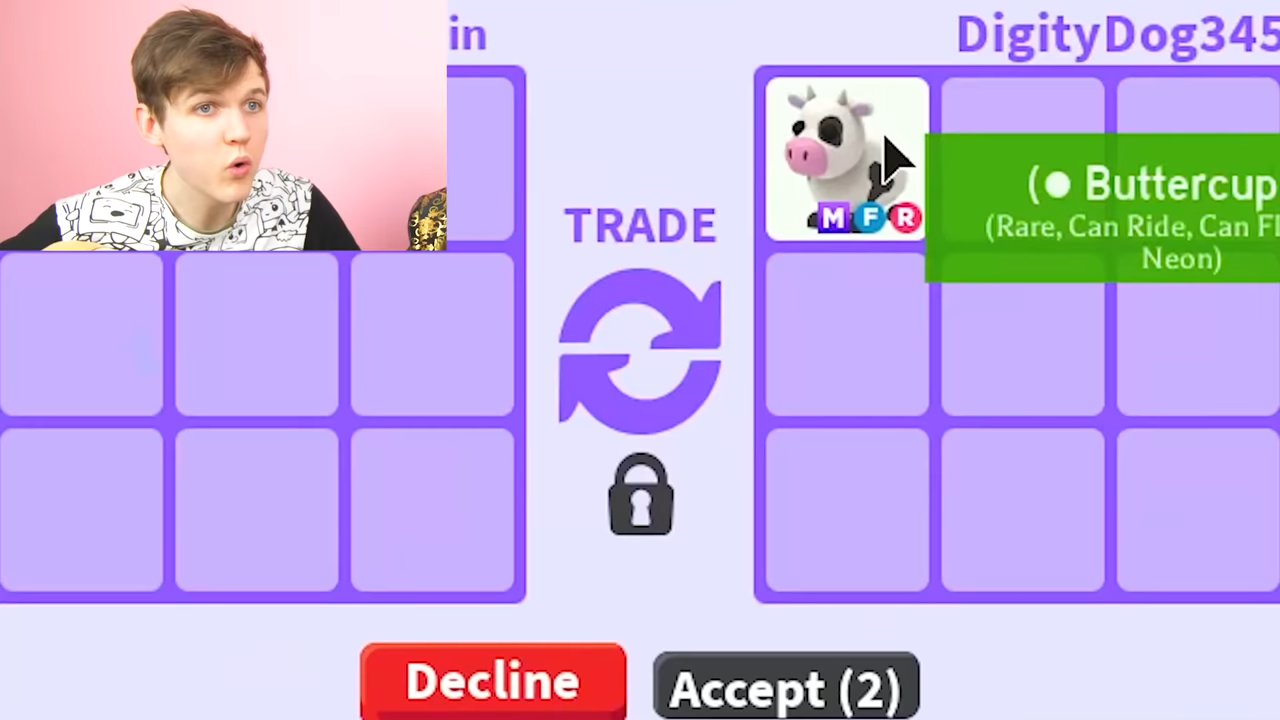 in
DigityDog345
TRADE
M F R
(● Buttercup
(Rare, Can Ride, Can Fl
Neon)
Decline
Accept (2)